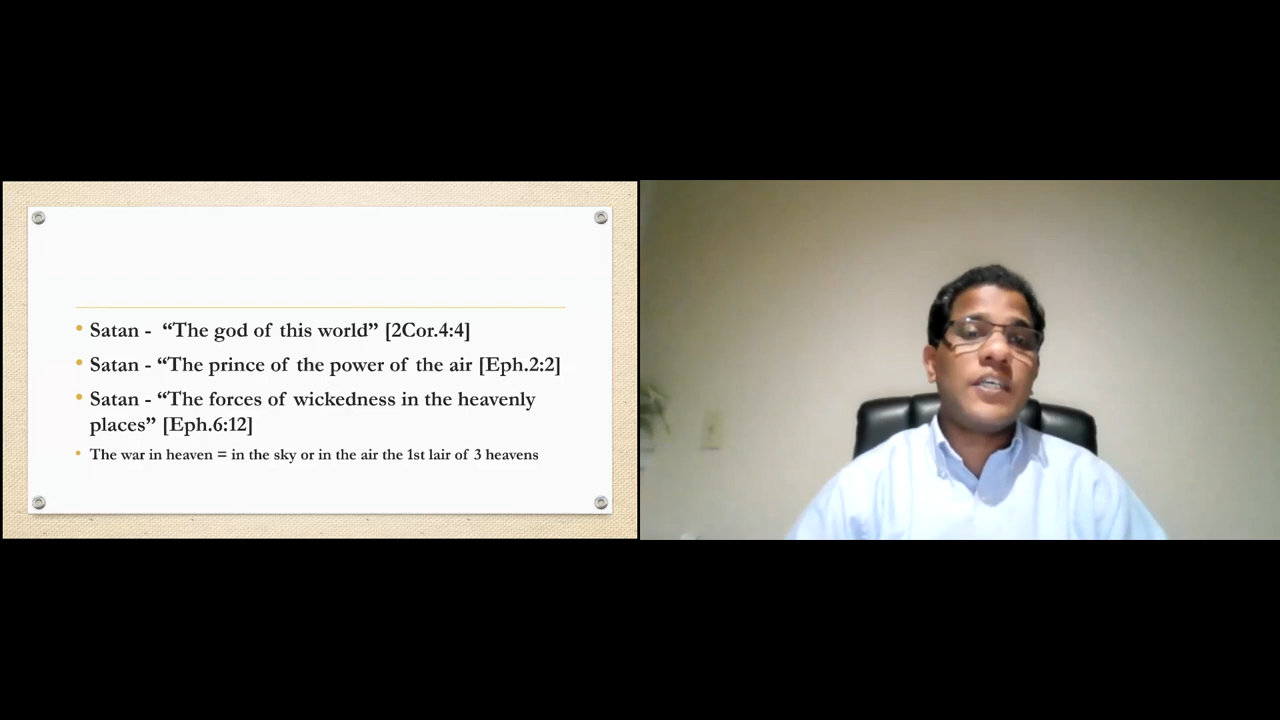 Satan - “The god of this world” [2Cor.4:4]
Satan - “The prince of the power of the air [Eph.2:2]
Satan - “The forces of wickedness in the heavenly
places” [Eph.6:12]
The war in heaven = in the sky or in the air the 1st lair of 3 heavens